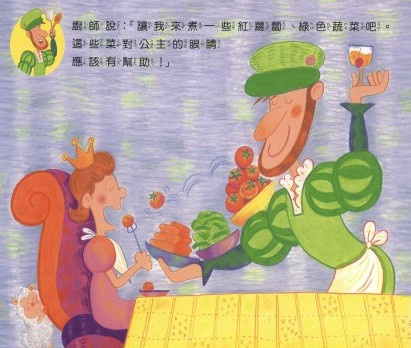 廚師說：「讓我來煮一些紅蘿蔔、綠色蔬菜吧。
這些菜對公主的眼睛
應該有幫助！」